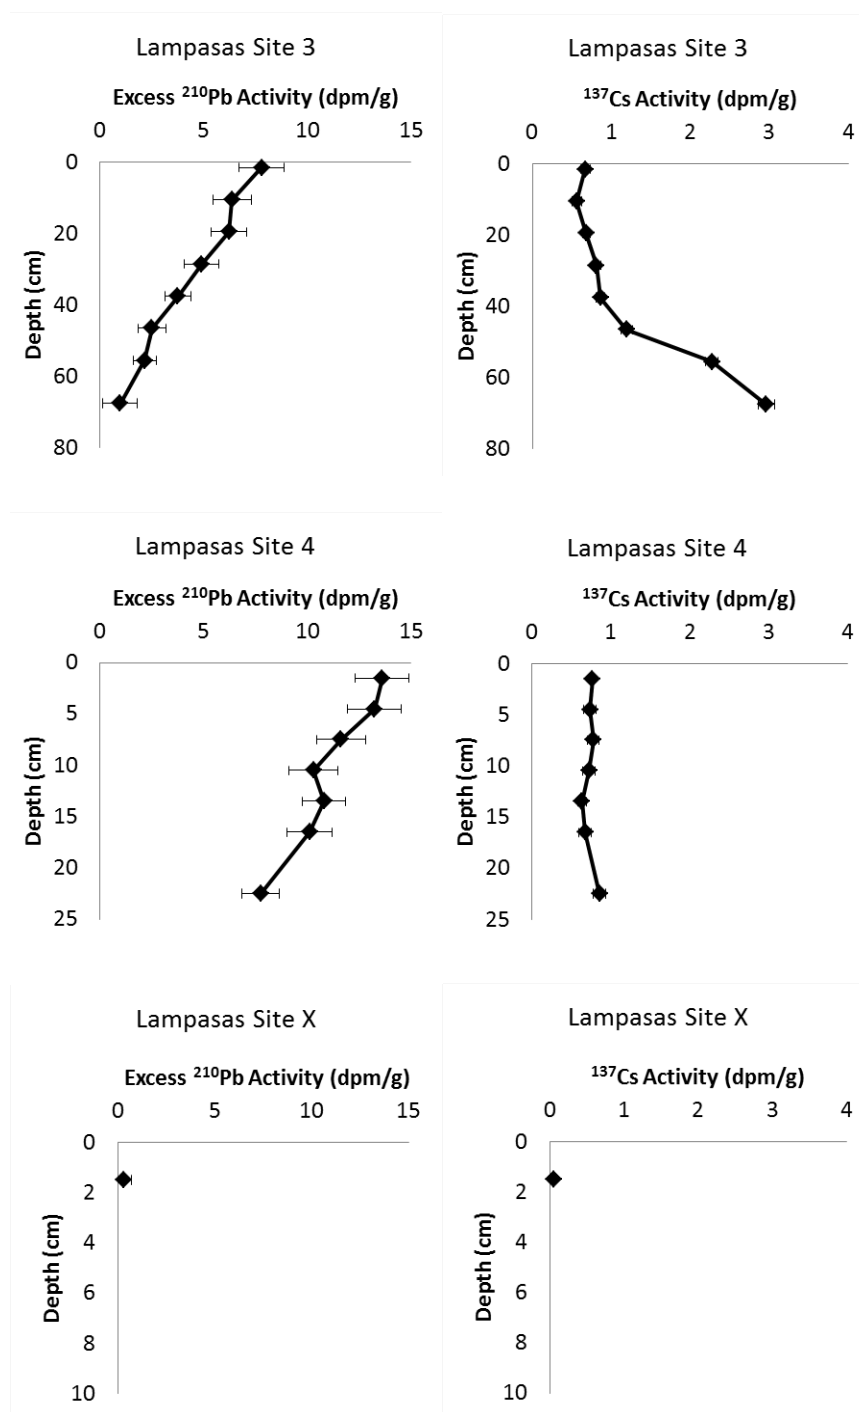 Lampasas Site 3
Excess ²¹⁰Pb Activity (dpm/g)
0 5 10 15
0
20
40
60
80
Depth (cm)
Lampasas Site 3
¹³⁷Cs Activity (dpm/g)
0 1 2 3 4
0
20
40
60
80
Depth (cm)
Lampasas Site 4
Excess ²¹⁰Pb Activity (dpm/g)
0 5 10 15
0
5
10
15
20
25
Depth (cm)
Lampasas Site 4
¹³⁷Cs Activity (dpm/g)
0 1 2 3 4
0
5
10
15
20
25
Depth (cm)
Lampasas Site X
Excess ²¹⁰Pb Activity (dpm/g)
0 5 10 15
0
2
4
6
8
10
Depth (cm)
Lampasas Site X
¹³⁷Cs Activity (dpm/g)
0 1 2 3 4
0
2
4
6
8
10
Depth (cm)